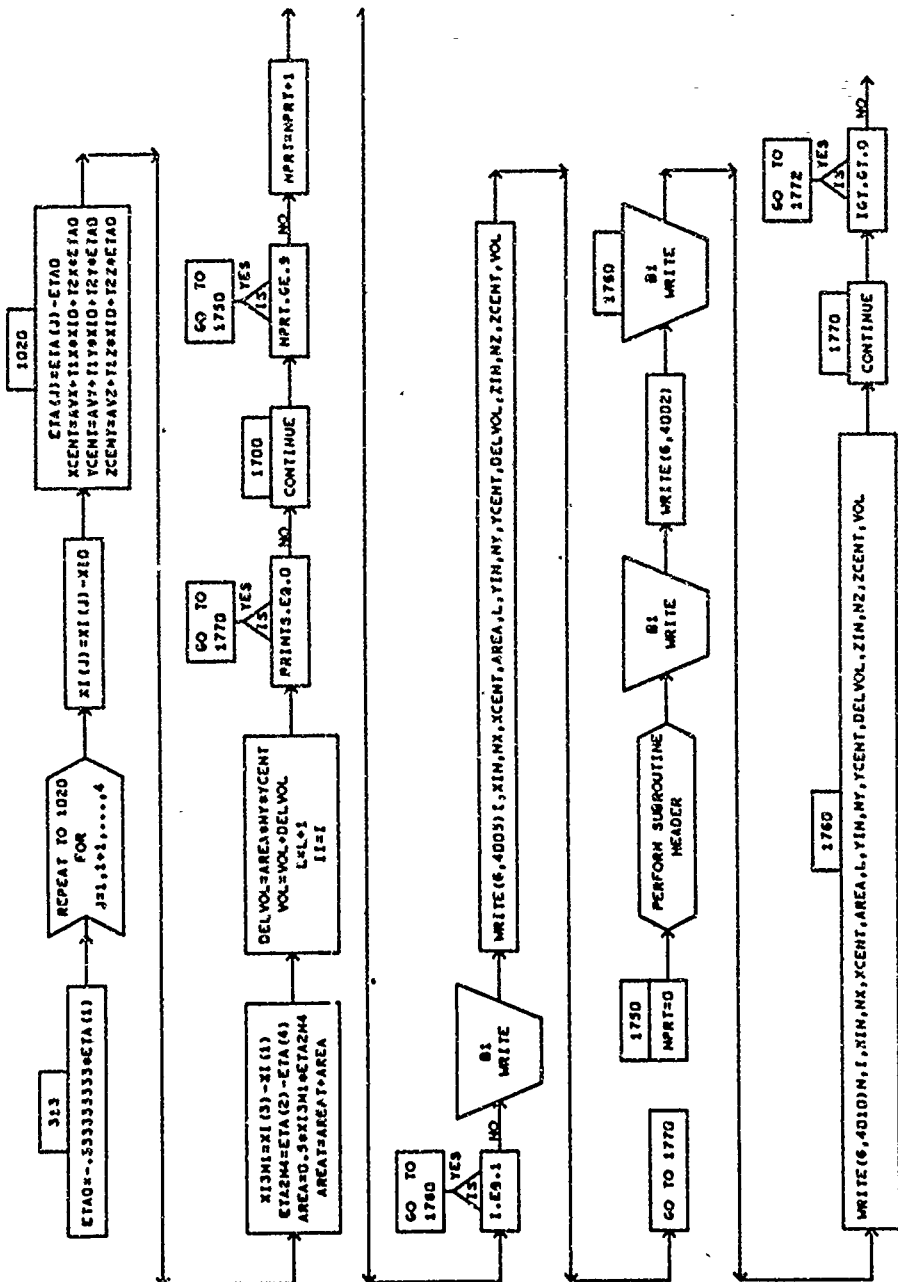 313
ETAO=-.33333333*ETA(1)
REPEAT TO 1020
FOR
J=1,1+1,...,4
XI(J)=XI(J)-XIO
1020
ETA(J)=ETA(J)-ETAO
XCENT=AVX+T1X*XIO+T2X*ETAO
YCENT=AVY+T1Y*XIO+T2Y*ETAO
ZCENT=AVZ+T1Z*XIO+T2Z*ETAO
XI3M1=XI(3)-XI(1)
ETA2M4=ETA(2)-ETA(4)
AREA=0.5*XI3M1*ETA2M4
AREAT=AREAT+AREA
DELVOL=AREA*NY*YCENT
VOL=VOL+DELVOL
L=L+1
II=I
GO TO
1770
YES
IS
PRINTS.EQ.0
NO
1700
CONTINUE
GO TO
1750
YES
IS
NPRT.GE.9
NO
NPRT=NPRT+1
GO TO
1760
YES
IS
I.EQ.1
NO
B1
WRITE
WRITE(6,4005)I,XIN,NX,XCENT,AREA,L,YIN,NY,YCENT,DELVOL,ZIN,NZ,ZCENT,VOL
GO TO 1770
1750
NPRT=0
PERFORM SUBROUTINE
HEADER
B1
WRITE
WRITE(6,4002)
1760
B1
WRITE
1760
WRITE(6,4010)N,I,XIN,NX,XCENT,AREA,L,YIN,NY,YCENT,DELVOL,ZIN,NZ,ZCENT,VOL
1770
CONTINUE
GO TO
1772
YES
IS
IGT.GT.0
NO